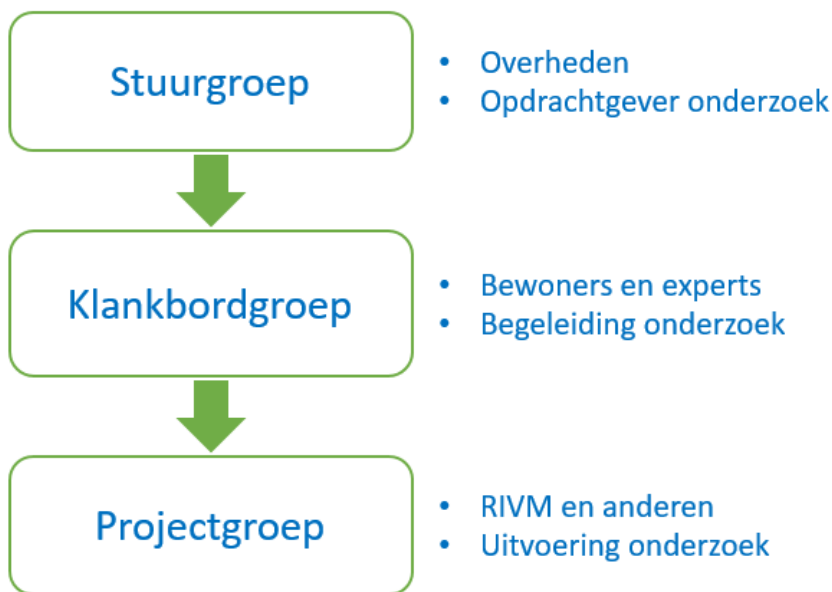 Stuurgroep
• Overheden
• Opdrachtgever onderzoek
Klankbordgroep
• Bewoners en experts
• Begeleiding onderzoek
Projectgroep
• RIVM en anderen
• Uitvoering onderzoek